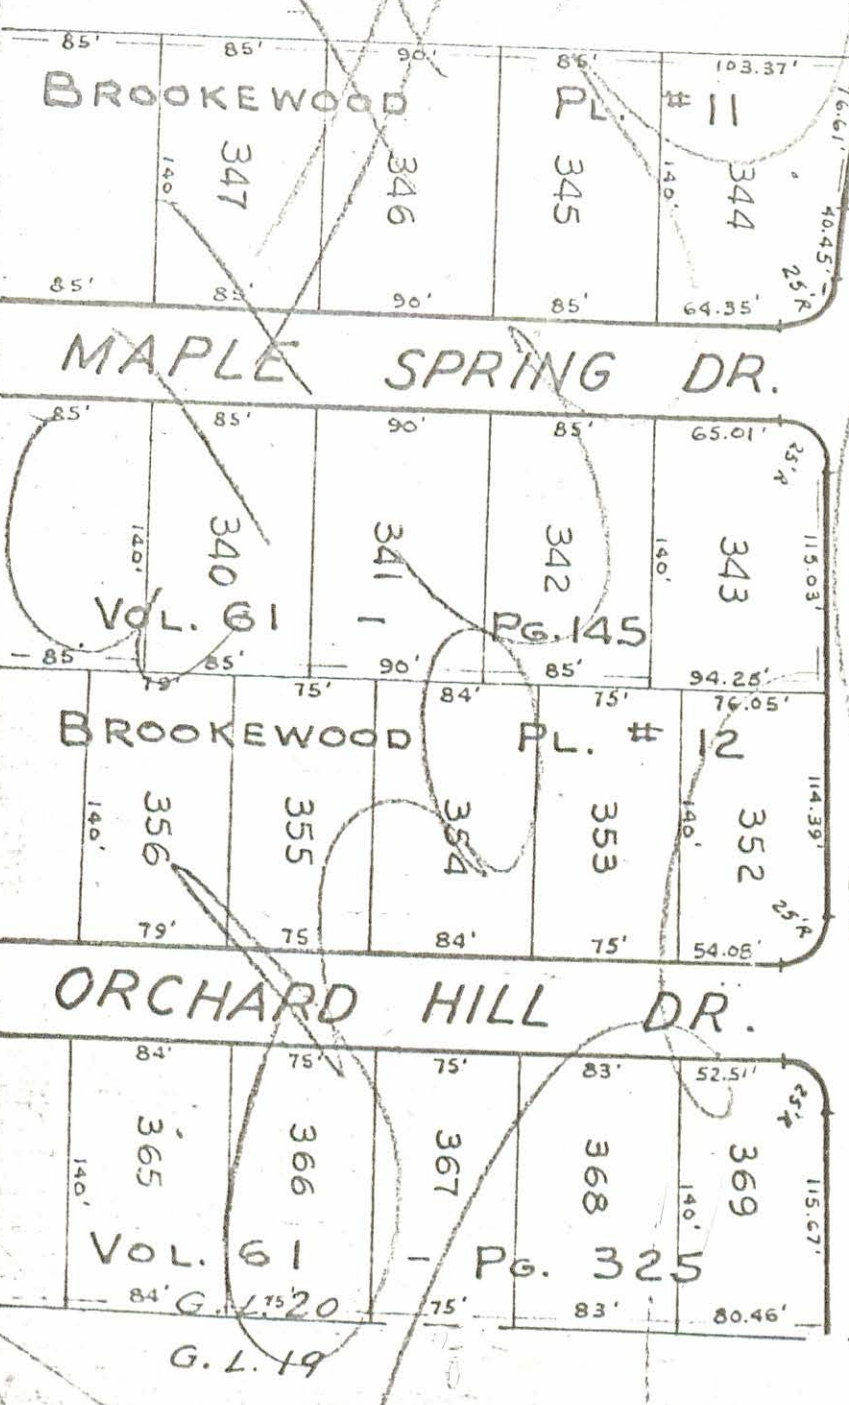 85' 85' 90' 85' 103.37'
BROOKEWOOD PL. #11
76.61'
140' 347 346 345 140' 344
40.45'
25'R
85' 85' 90' 85' 64.35'
MAPLE SPRING DR.
85' 85' 90' 85' 65.01'
25'R
140' 340 341 342 140' 343 115.03'
VOL. 61 - PG. 145
85' 85' 90' 85' 94.28'
79' 75' 84' 75' 76.05'
BROOKEWOOD PL. # 12
140' 356 355 354 353 140' 352 114.39'
25'R
79' 75 84' 75' 54.08'
ORCHARD HILL DR.
84' 75' 75' 83' 52.51'
25'R
140' 365 366 367 368 140' 369 115.67'
VOL. 61 - PG. 325
84' 75' 75' 83' 80.46'
G.L. 20
G.L. 19